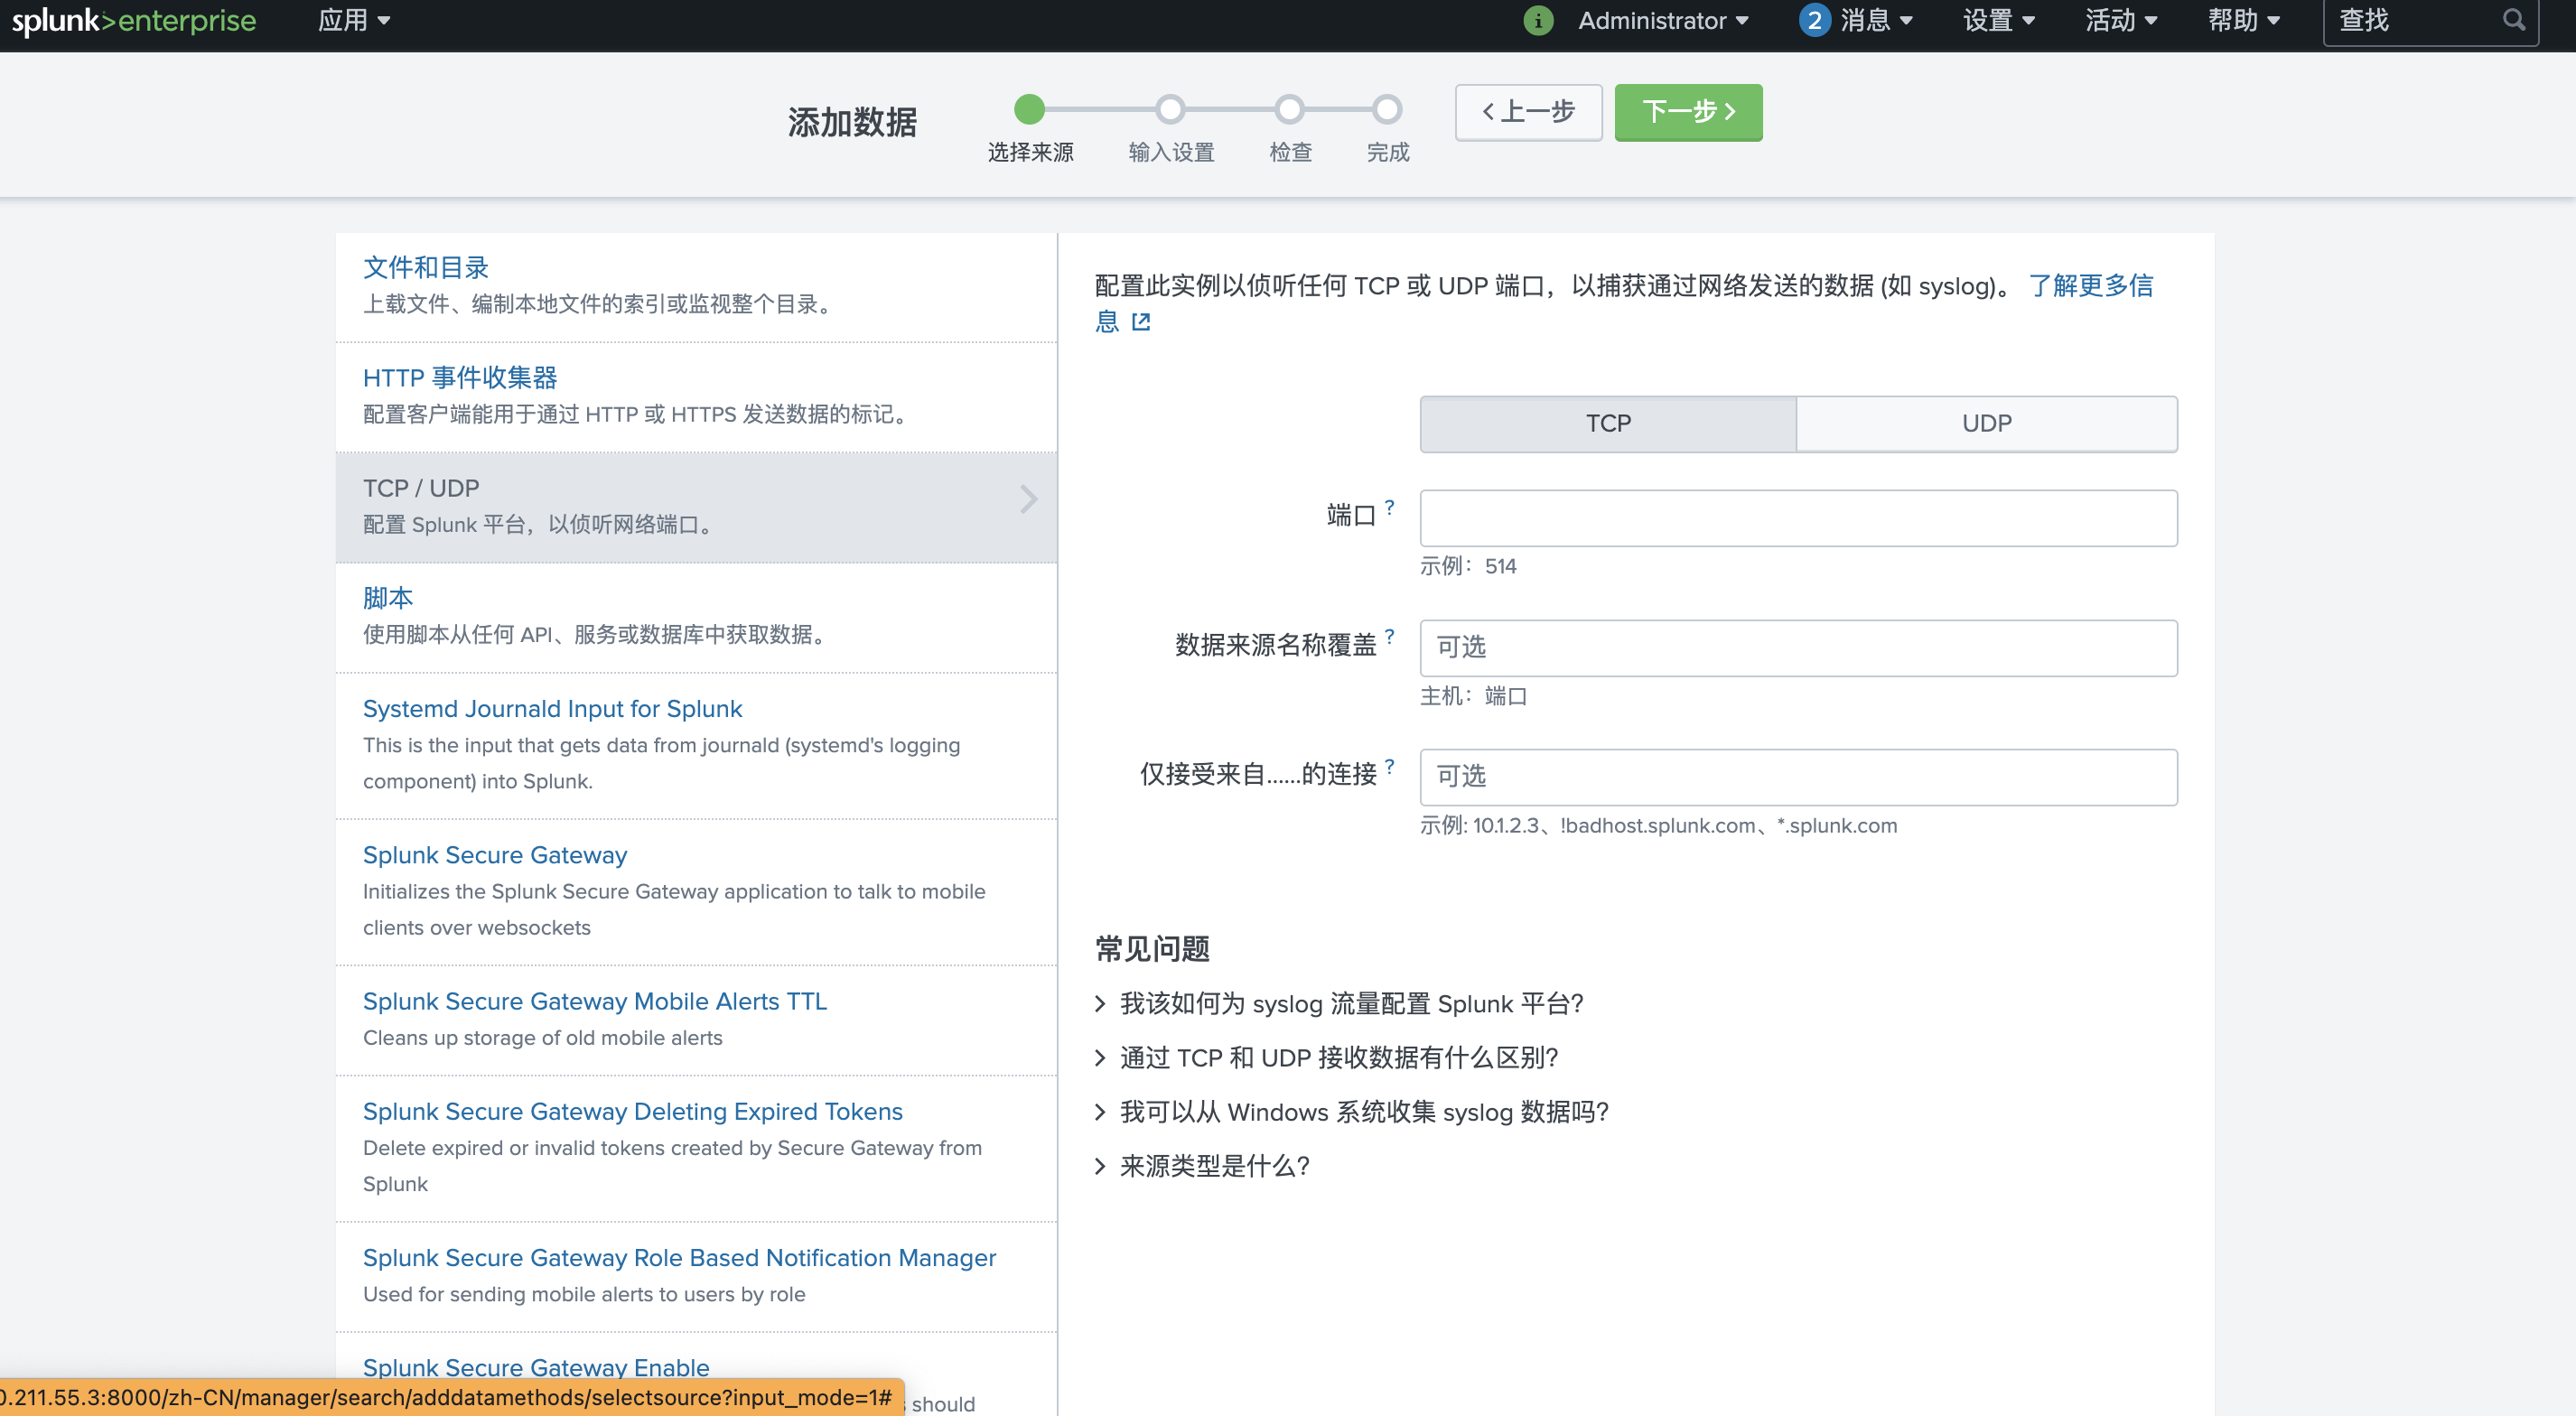 splunk>enterprise 应用
i Administrator 2 消息 设置 活动 帮助 查找
添加数据
选择来源 输入设置 检查 完成
上一步 下一步
文件和目录
上载文件、编制本地文件的索引或监视整个目录。
HTTP 事件收集器
配置客户端能用于通过 HTTP 或 HTTPS 发送数据的标记。
TCP / UDP
配置 Splunk 平台，以侦听网络端口。
脚本
使用脚本从任何 API、服务或数据库中获取数据。
Systemd Journald Input for Splunk
This is the input that gets data from journald (systemd's logging
component) into Splunk.
Splunk Secure Gateway
Initializes the Splunk Secure Gateway application to talk to mobile
clients over websockets
Splunk Secure Gateway Mobile Alerts TTL
Cleans up storage of old mobile alerts
Splunk Secure Gateway Deleting Expired Tokens
Delete expired or invalid tokens created by Secure Gateway from
Splunk
Splunk Secure Gateway Role Based Notification Manager
Used for sending mobile alerts to users by role
Splunk Secure Gateway Enable
should
配置此实例以侦听任何 TCP 或 UDP 端口，以捕获通过网络发送的数据 (如 syslog)。 了解更多信
息
TCP UDP
端口 ?
示例：514
数据来源名称覆盖 ? 可选
主机：端口
仅接受来自......的连接 ? 可选
示例: 10.1.2.3、!badhost.splunk.com、*.splunk.com
常见问题
我该如何为 syslog 流量配置 Splunk 平台?
通过 TCP 和 UDP 接收数据有什么区别?
我可以从 Windows 系统收集 syslog 数据吗?
来源类型是什么?
0.211.55.3:8000/zh-CN/manager/search/adddatamethods/selectsource?input_mode=1#